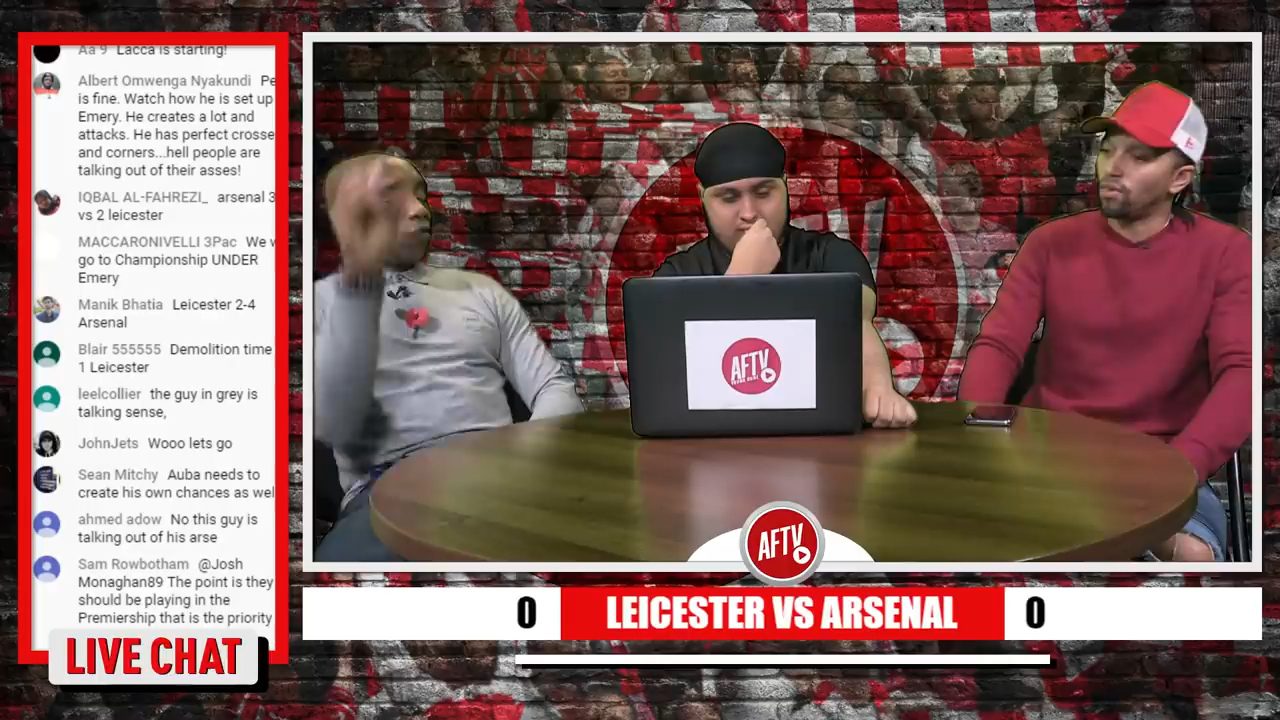 Aa 9 Lacca is starting!
Albert Omwenga Nyakundi Pe
is fine. Watch how he is set up
Emery. He creates a lot and
attacks. He has perfect crosse
and corners...hell people are
talking out of their asses!
IQBAL AL-FAHREZI_ arsenal 3
vs 2 leicester
MACCARONIVELLI 3Pac We w
go to Championship UNDER
Emery
Manik Bhatia Leicester 2-4
Arsenal
Blair 555555 Demolition time
1 Leicester
leelcollier the guy in grey is
talking sense,
JohnJets Wooo lets go
Sean Mitchy Auba needs to
create his own chances as wel
ahmed adow No this guy is
talking out of his arse
Sam Rowbotham @Josh
Monaghan89 The point is they
should be playing in the
Premiership that is the priority
LIVE CHAT
AFTV
AFTV
0 LEICESTER VS ARSENAL 0